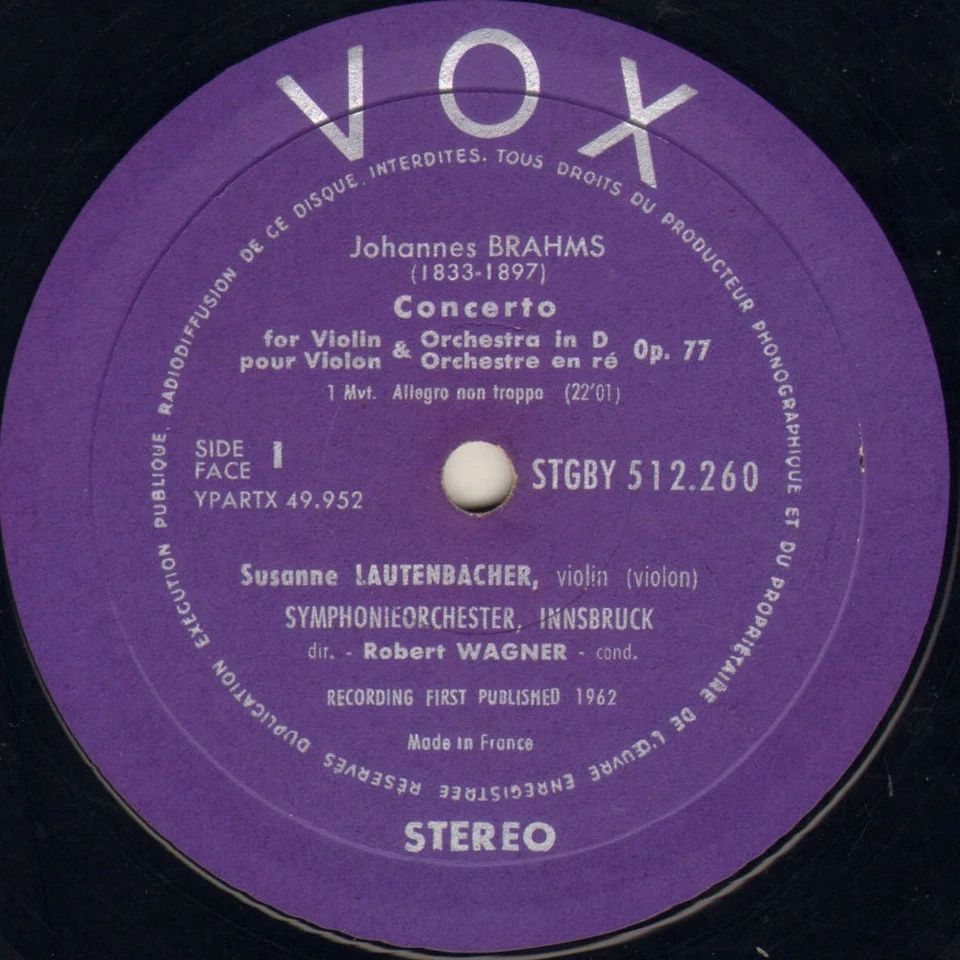 VOX
TOUS DROITS DU PRODUCTEUR PHONOGRAPHIQUE ET DU PROPRIÉTAIRE DE L'ŒUVRE ENREGISTREE RÉSERVÉS DUPLICATION EXECUTION PUBLIQUE, RADIODIFFUSION DE CE DISQUE INTERDITES.
Johannes BRAHMS
(1833-1897)
Concerto
for Violin & Orchestra in D Op. 77
pour Violon & Orchestre en ré
1 Mvt. Allegro non troppo (22'01)
SIDE 1
FACE
YPARTX 49.952
STGBY 512.260
Susanne LAUTENBACHER, violin (violon)
SYMPHONIEORCHESTER, INNSBRUCK
dir. - Robert WAGNER - cond.
RECORDING FIRST PUBLISHED 1962
Made in France
STEREO